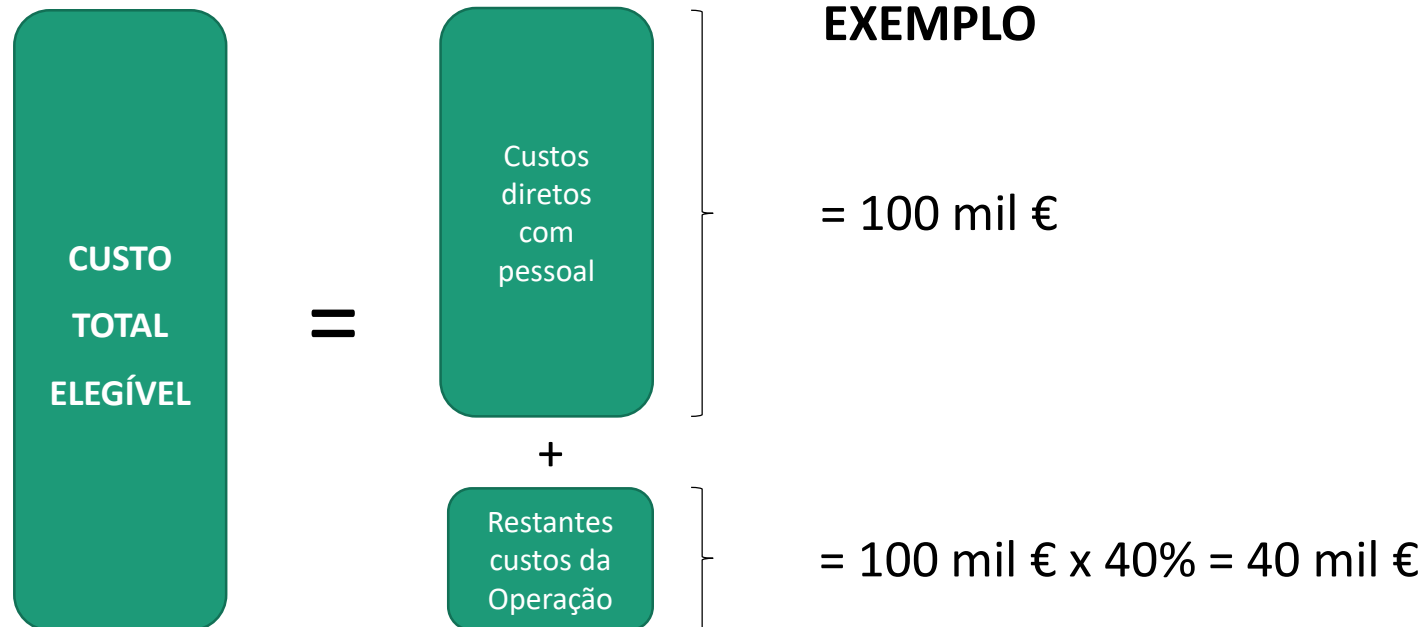 EXEMPLO
CUSTO
TOTAL
ELEGÍVEL
=
Custos
diretos
com
pessoal
= 100 mil €
+
Restantes
custos da
Operação
= 100 mil € x 40% = 40 mil €